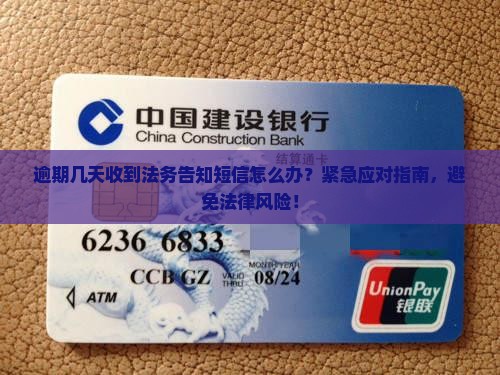 中国建设银行
China Construction Bank
结算通卡
逾期几天收到法务告知短信怎么办？紧急应对指南，避
免法律风险！
6236 6833
MONTH/YEAR
CCB GZ VALID THRU 08/24
ATM
UnionPay
银联